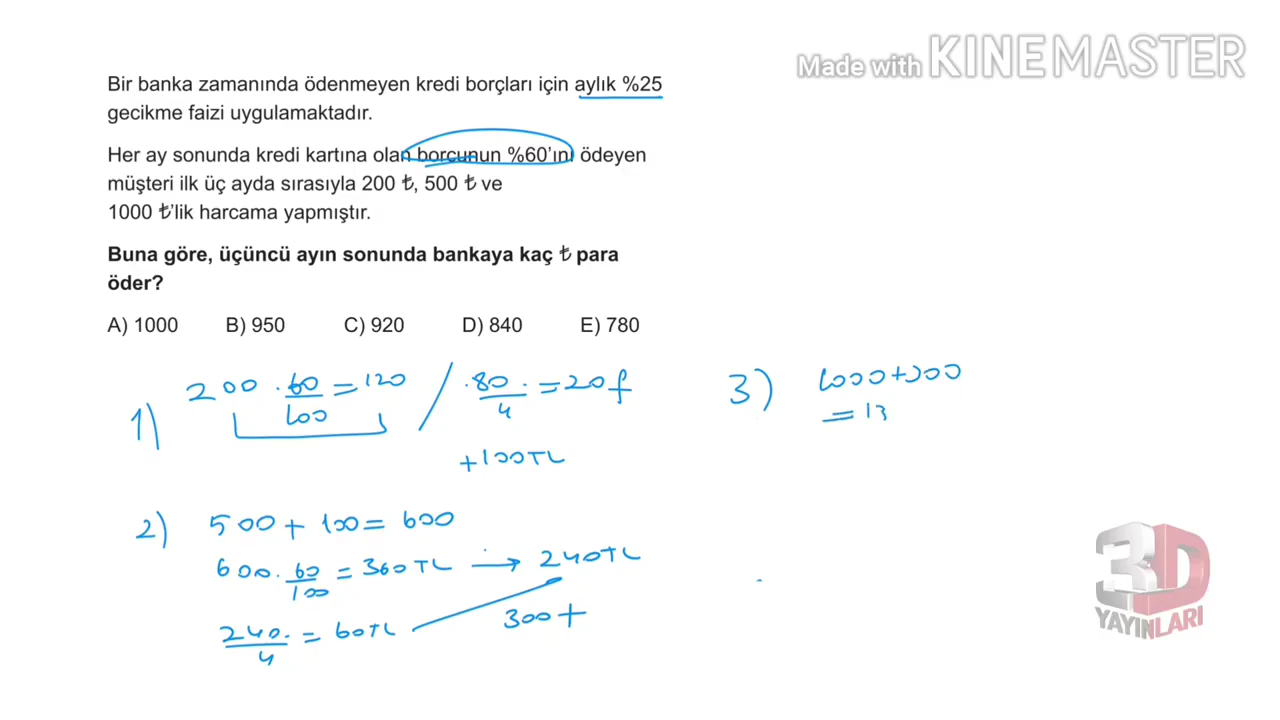 Made with KINEMASTER
Bir banka zamanında ödenmeyen kredi borçları için aylık %25
gecikme faizi uygulamaktadır.
Her ay sonunda kredi kartına olan borcunun %60'ını ödeyen
müşteri ilk üç ayda sırasıyla 200 ₺, 500 ₺ ve
1000 ₺'lik harcama yapmıştır.
Buna göre, üçüncü ayın sonunda bankaya kaç ₺ para
öder?
A) 1000 B) 950 C) 920 D) 840 E) 780
1) 200 . 60/100 = 120 / .80./4 = 20 f
+100TL
2) 500 + 100 = 600
600 . 60/100 = 360 TL → 240TL
240./4 = 60TL 300 +
3) 1000+300
= 13
3D
YAYINLARI